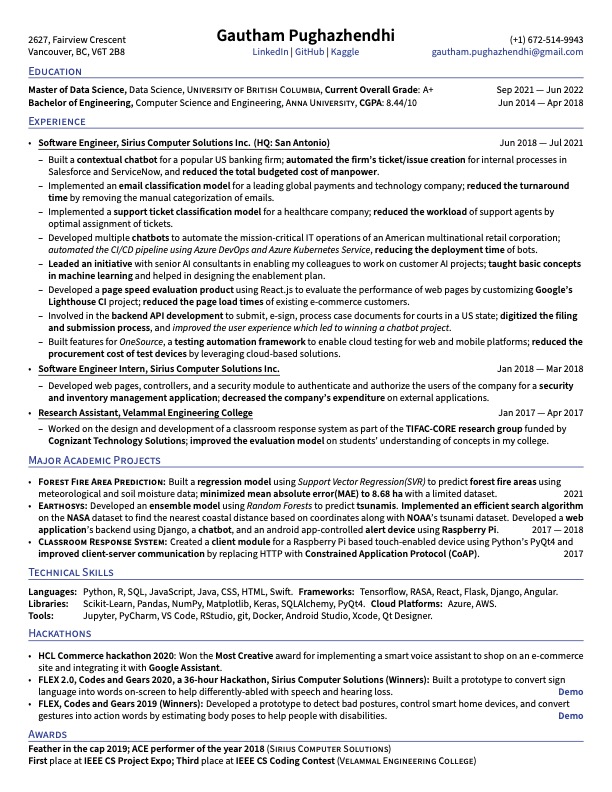 Gautham Pughazhendhi
2627, Fairview Crescent (+1) 672-514-9943
Vancouver, BC, V6T 2B8 LinkedIn | GitHub | Kaggle gautham.pughazhendhi@gmail.com
Education
Master of Data Science, Data Science, University of British Columbia, Current Overall Grade: A+ Sep 2021 — Jun 2022
Bachelor of Engineering, Computer Science and Engineering, Anna University, CGPA: 8.44/10 Jun 2014 — Apr 2018
Experience
• Software Engineer, Sirius Computer Solutions Inc. (HQ: San Antonio) Jun 2018 — Jul 2021
– Built a contextual chatbot for a popular US banking firm; automated the firm's ticket/issue creation for internal processes in
Salesforce and ServiceNow, and reduced the total budgeted cost of manpower.
– Implemented an email classification model for a leading global payments and technology company; reduced the turnaround
time by removing the manual categorization of emails.
– Implemented a support ticket classification model for a healthcare company; reduced the workload of support agents by
optimal assignment of tickets.
– Developed multiple chatbots to automate the mission-critical IT operations of an American multinational retail corporation;
automated the CI/CD pipeline using Azure DevOps and Azure Kubernetes Service, reducing the deployment time of bots.
– Leaded an initiative with senior AI consultants in enabling my colleagues to work on customer AI projects; taught basic concepts
in machine learning and helped in designing the enablement plan.
– Developed a page speed evaluation product using React.js to evaluate the performance of web pages by customizing Google's
Lighthouse CI project; reduced the page load times of existing e-commerce customers.
– Involved in the backend API development to submit, e-sign, process case documents for courts in a US state; digitized the filing
and submission process, and improved the user experience which led to winning a chatbot project.
– Built features for OneSource, a testing automation framework to enable cloud testing for web and mobile platforms; reduced the
procurement cost of test devices by leveraging cloud-based solutions.
• Software Engineer Intern, Sirius Computer Solutions Inc. Jan 2018 — Mar 2018
– Developed web pages, controllers, and a security module to authenticate and authorize the users of the company for a security
and inventory management application; decreased the company's expenditure on external applications.
• Research Assistant, Velammal Engineering College Jan 2017 — Apr 2017
– Worked on the design and development of a classroom response system as part of the TIFAC-CORE research group funded by
Cognizant Technology Solutions; improved the evaluation model on students' understanding of concepts in my college.
Major Academic Projects
• Forest Fire Area Prediction: Built a regression model using Support Vector Regression(SVR) to predict forest fire areas using
meteorological and soil moisture data; minimized mean absolute error(MAE) to 8.68 ha with a limited dataset. 2021
• Earthosys: Developed an ensemble model using Random Forests to predict tsunamis. Implemented an efficient search algorithm
on the NASA dataset to find the nearest coastal distance based on coordinates along with NOAA's tsunami dataset. Developed a web
application's backend using Django, a chatbot, and an android app-controlled alert device using Raspberry Pi. 2017 — 2018
• Classroom Response System: Created a client module for a Raspberry Pi based touch-enabled device using Python's PyQt4 and
improved client-server communication by replacing HTTP with Constrained Application Protocol (CoAP). 2017
Technical Skills
Languages: Python, R, SQL, JavaScript, Java, CSS, HTML, Swift. Frameworks: Tensorflow, RASA, React, Flask, Django, Angular.
Libraries: Scikit-Learn, Pandas, NumPy, Matplotlib, Keras, SQLAlchemy, PyQt4. Cloud Platforms: Azure, AWS.
Tools: Jupyter, PyCharm, VS Code, RStudio, git, Docker, Android Studio, Xcode, Qt Designer.
Hackathons
• HCL Commerce hackathon 2020: Won the Most Creative award for implementing a smart voice assistant to shop on an e-commerce
site and integrating it with Google Assistant.
• FLEX 2.0, Codes and Gears 2020, a 36-hour Hackathon, Sirius Computer Solutions (Winners): Built a prototype to convert sign
language into words on-screen to help differently-abled with speech and hearing loss. Demo
• FLEX, Codes and Gears 2019 (Winners): Developed a prototype to detect bad postures, control smart home devices, and convert
gestures into action words by estimating body poses to help people with disabilities. Demo
Awards
Feather in the cap 2019; ACE performer of the year 2018 (Sirius Computer Solutions)
First place at IEEE CS Project Expo; Third place at IEEE CS Coding Contest (Velammal Engineering College)